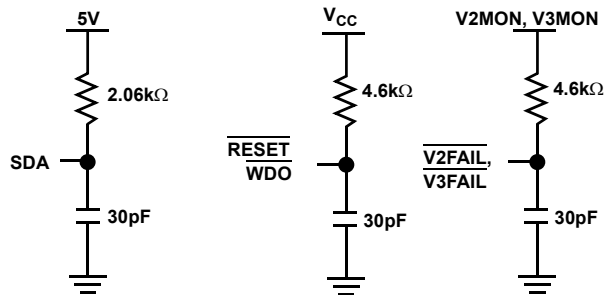 5V
2.06kΩ
SDA
30pF
VCC
4.6kΩ
RESET
WDO
30pF
V2MON, V3MON
4.6kΩ
V2FAIL,
V3FAIL
30pF